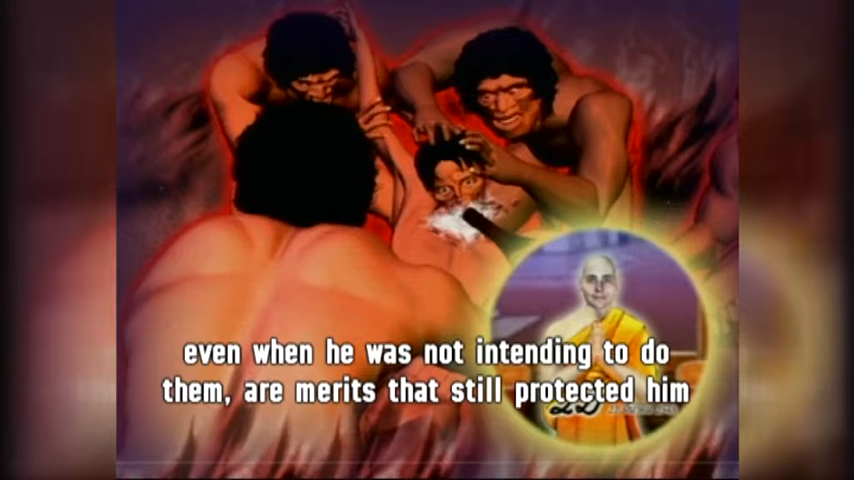 even when he was not intending to do
them, are merits that still protected him